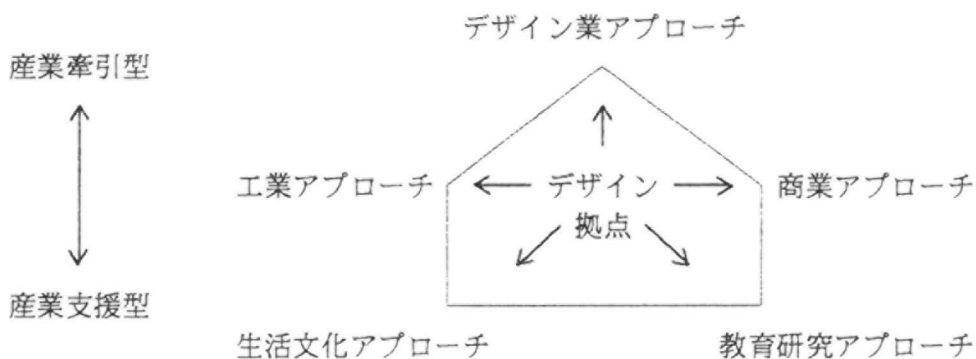 デザイン業アプローチ
産業牽引型
工業アプローチ
デザイン
拠点
商業アプローチ
産業支援型
生活文化アプローチ
教育研究アプローチ